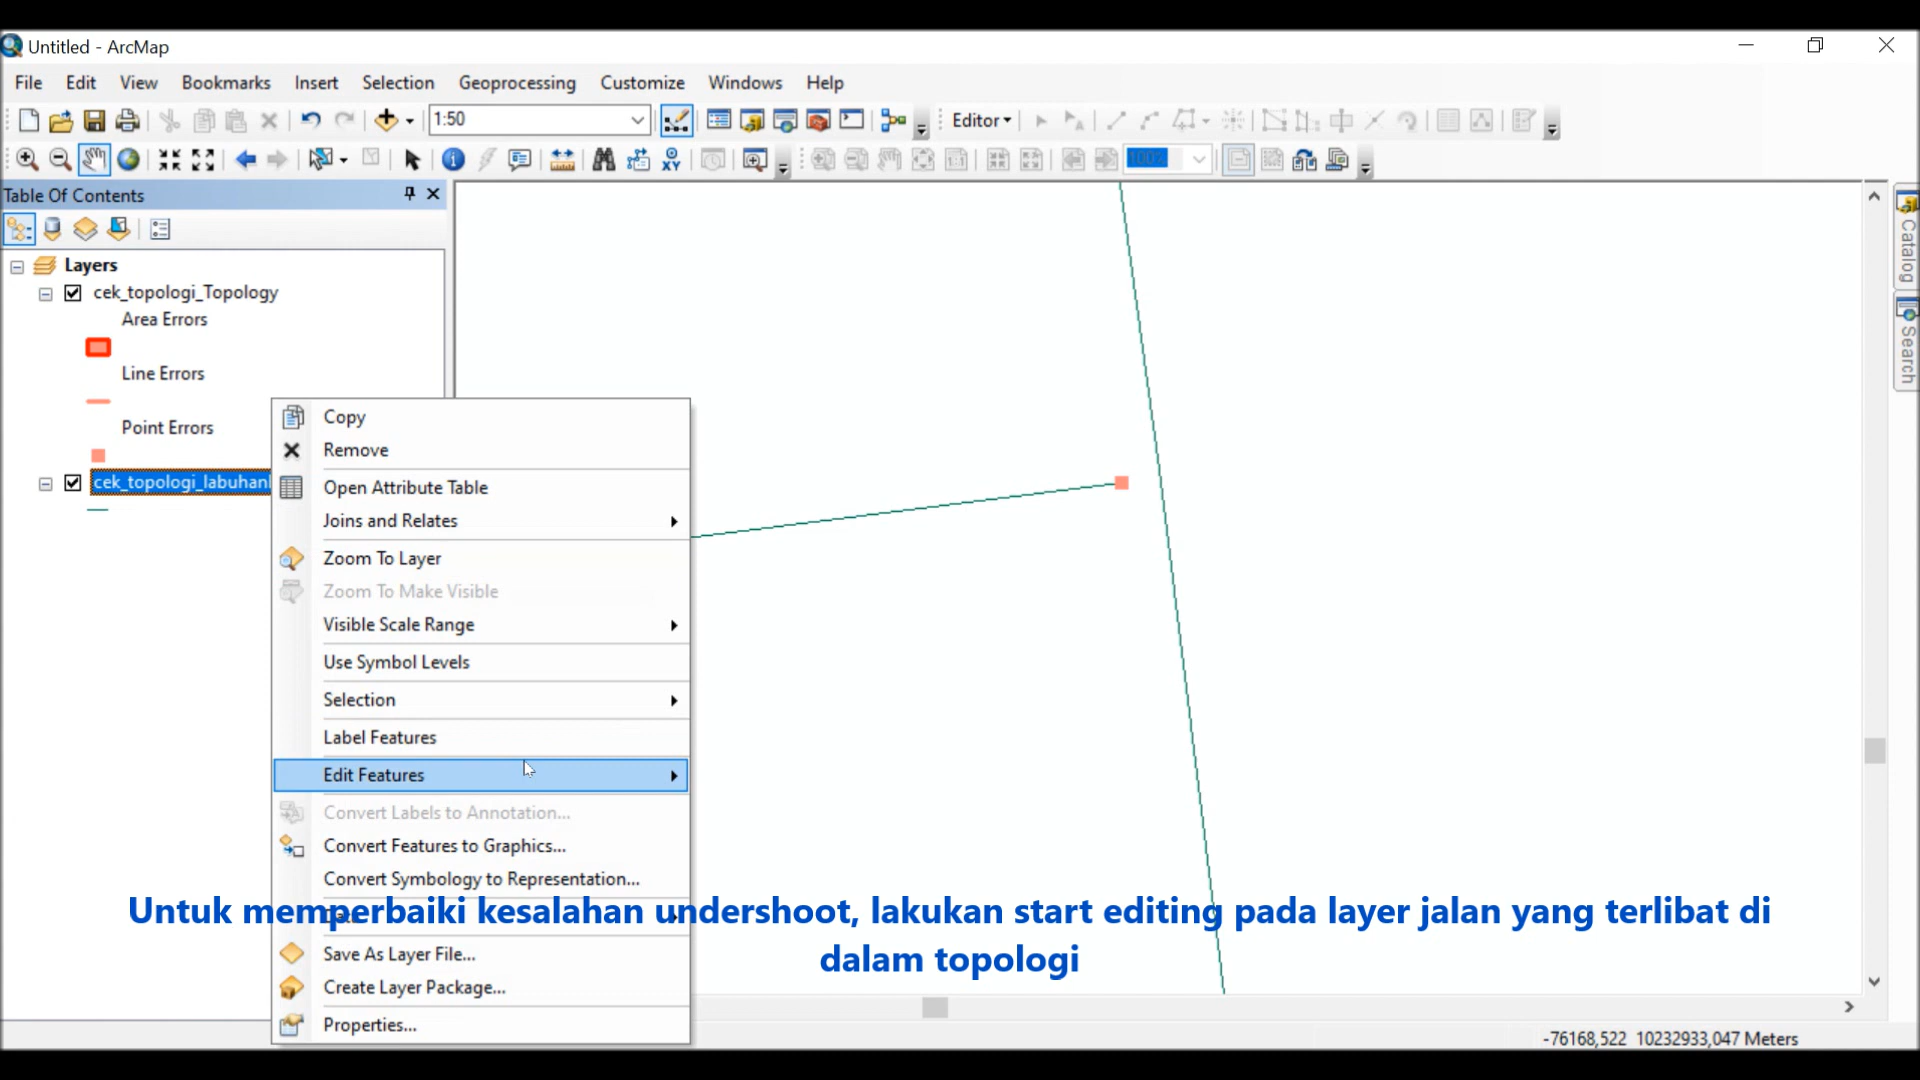 Untitled - ArcMap
File Edit View Bookmarks Insert Selection Geoprocessing Customize Windows Help
1:50 Editor
100%
Table Of Contents
Layers
cek_topologi_Topology
Area Errors
Line Errors
Point Errors
cek_topologi_labuhan
Copy
Remove
Open Attribute Table
Joins and Relates
Zoom To Layer
Zoom To Make Visible
Visible Scale Range
Use Symbol Levels
Selection
Label Features
Edit Features
Convert Labels to Annotation...
Convert Features to Graphics...
Convert Symbology to Representation...
Data
Save As Layer File...
Create Layer Package...
Properties...
Untuk memperbaiki kesalahan undershoot, lakukan start editing pada layer jalan yang terlibat di
dalam topologi
Catalog
Search
-76168,522 10232933,047 Meters